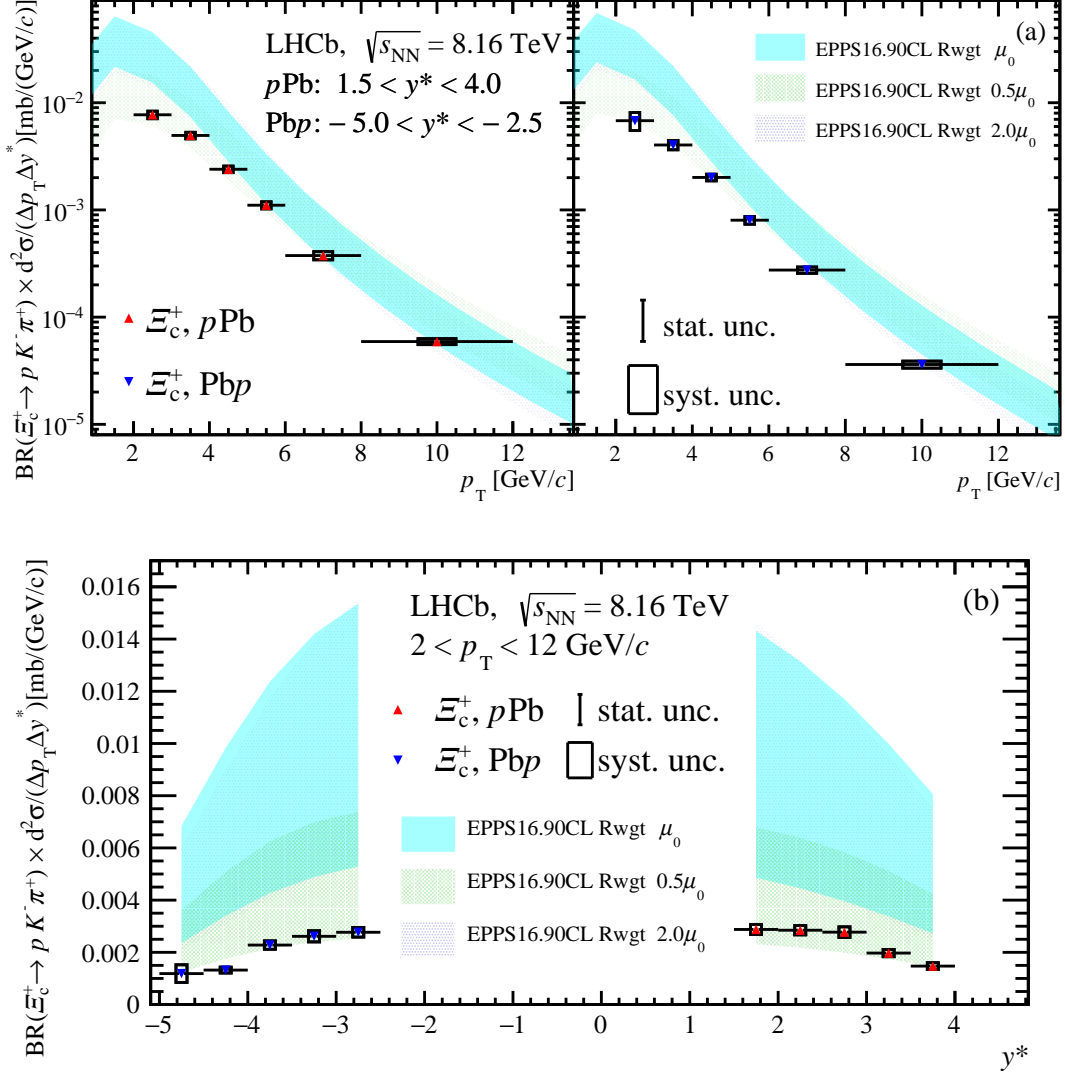 BR(Ξc+→ p K-π+) × d²σ/(ΔpTΔy*)[mb/(GeV/c)]
10−2
10−3
10−4
10−5
LHCb, √sNN = 8.16 TeV
pPb: 1.5 < y* < 4.0
Pbp: − 5.0 < y* < − 2.5
Ξc+, pPb
Ξc+, Pbp
2 4 6 8 10 12
pT [GeV/c]
(a)
EPPS16.90CL Rwgt μ0
EPPS16.90CL Rwgt 0.5μ0
EPPS16.90CL Rwgt 2.0μ0
stat. unc.
syst. unc.
2 4 6 8 10 12
pT [GeV/c]
BR(Ξc+→ p K-π+) × d²σ/(ΔpTΔy*)[mb/(GeV/c)]
0.016
0.014
0.012
0.01
0.008
0.006
0.004
0.002
0
LHCb, √sNN = 8.16 TeV
(b)
2 < pT < 12 GeV/c
Ξc+, pPb stat. unc.
Ξc+, Pbp syst. unc.
EPPS16.90CL Rwgt μ0
EPPS16.90CL Rwgt 0.5μ0
EPPS16.90CL Rwgt 2.0μ0
−5 −4 −3 −2 −1 0 1 2 3 4
y*